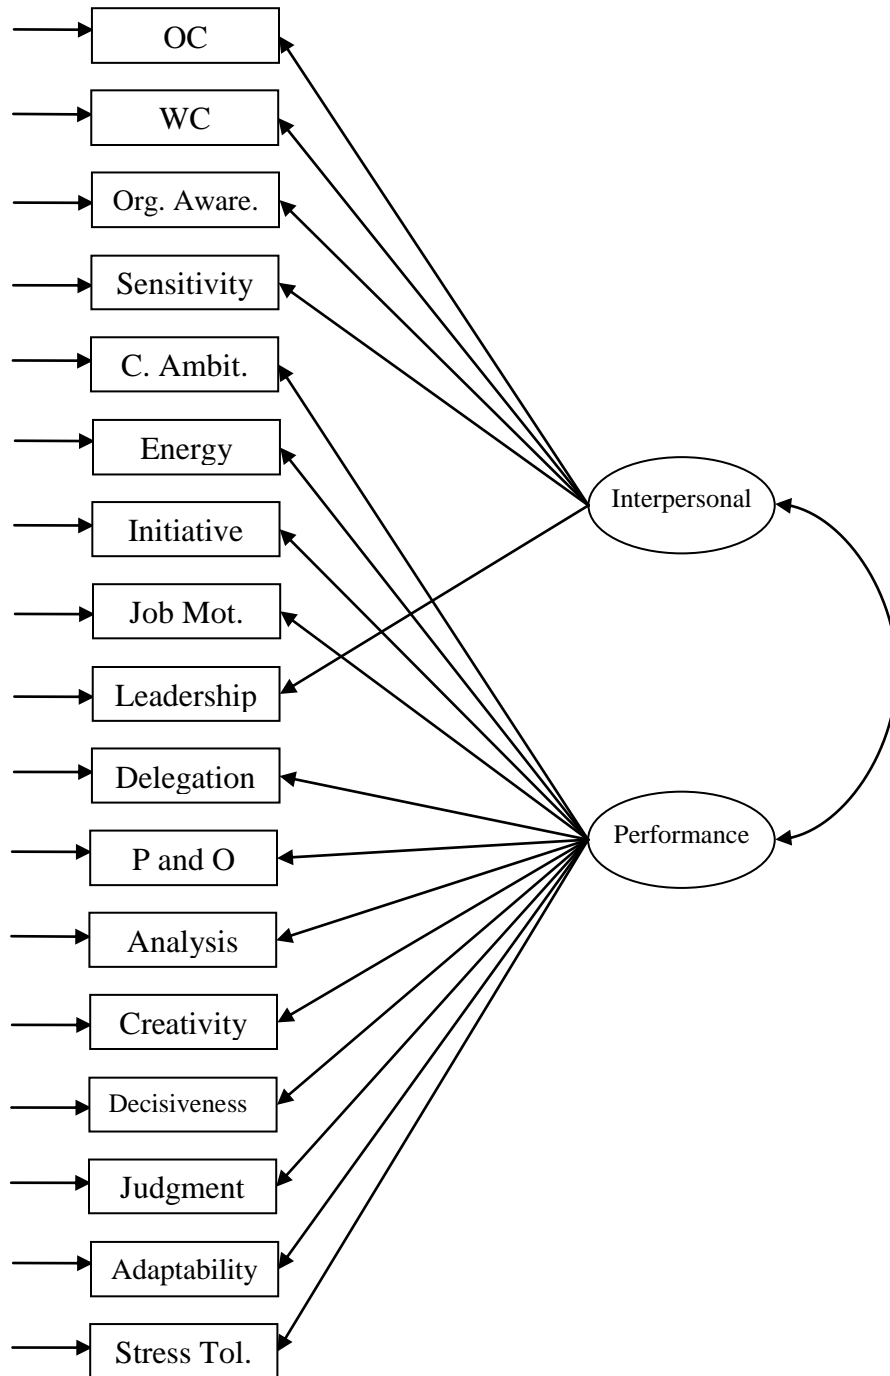 OC
WC
Org. Aware.
Sensitivity
C. Ambit.
Energy
Interpersonal
Initiative
Job Mot.
Leadership
Delegation
Performance
P and O
Analysis
Creativity
Decisiveness
Judgment
Adaptability
Stress Tol.